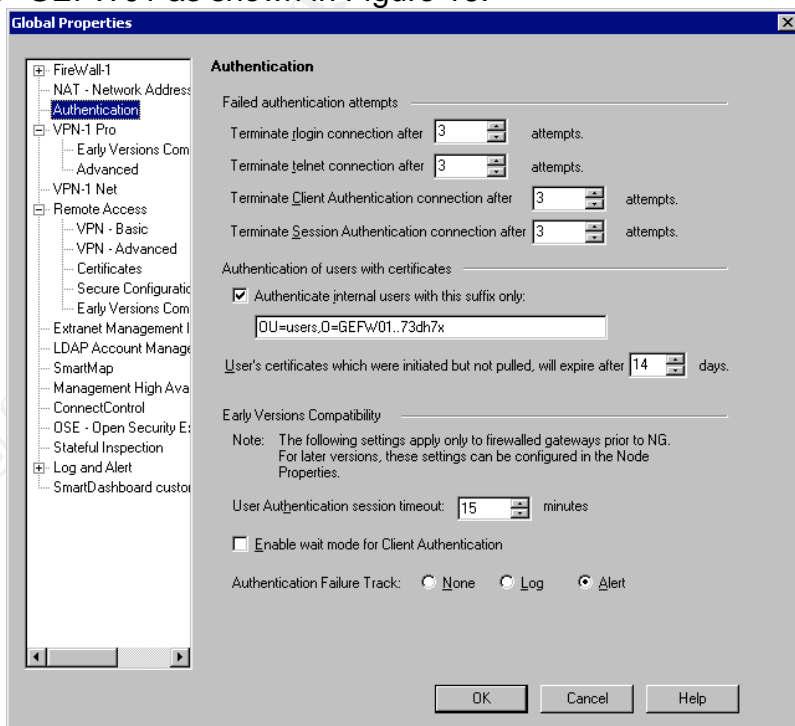 GEFW01 as shown in Figure 18.
Global Properties
FireWall-1
NAT - Network Address
Authentication
VPN-1 Pro
Early Versions Com
Advanced
VPN-1 Net
Remote Access
VPN - Basic
VPN - Advanced
Certificates
Secure Configuratic
Early Versions Com
Extranet Management I
LDAP Account Manage
SmartMap
Management High Ava
ConnectControl
OSE - Open Security E
Stateful Inspection
Log and Alert
SmartDashboard custor
Authentication
Failed authentication attempts
Terminate rlogin connection after 3 attempts.
Terminate telnet connection after 3 attempts.
Terminate Client Authentication connection after 3 attempts.
Terminate Session Authentication connection after 3 attempts.
Authentication of users with certificates
Authenticate internal users with this suffix only:
OU=users,O=GEFW01..73dh7x
User's certificates which were initiated but not pulled, will expire after 14 days.
Early Versions Compatibility
Note: The following settings apply only to firewalled gateways prior to NG.
For later versions, these settings can be configured in the Node
Properties.
User Authentication session timeout: 15 minutes
Enable wait mode for Client Authentication
Authentication Failure Track: None Log Alert
OK Cancel Help